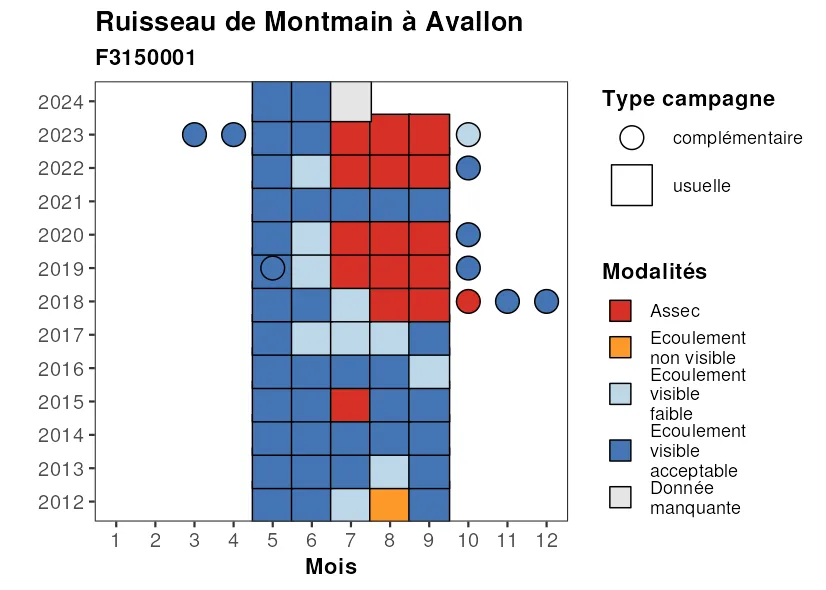 Ruisseau de Montmain à Avallon
F3150001
2024
2023
2022
2021
2020
2019
2018
2017
2016
2015
2014
2013
2012
1 2 3 4 5 6 7 8 9 10 11 12
Mois
Type campagne
complémentaire
usuelle
Modalités
Assec
Ecoulement
non visible
Ecoulement
visible
faible
Ecoulement
visible
acceptable
Donnée
manquante